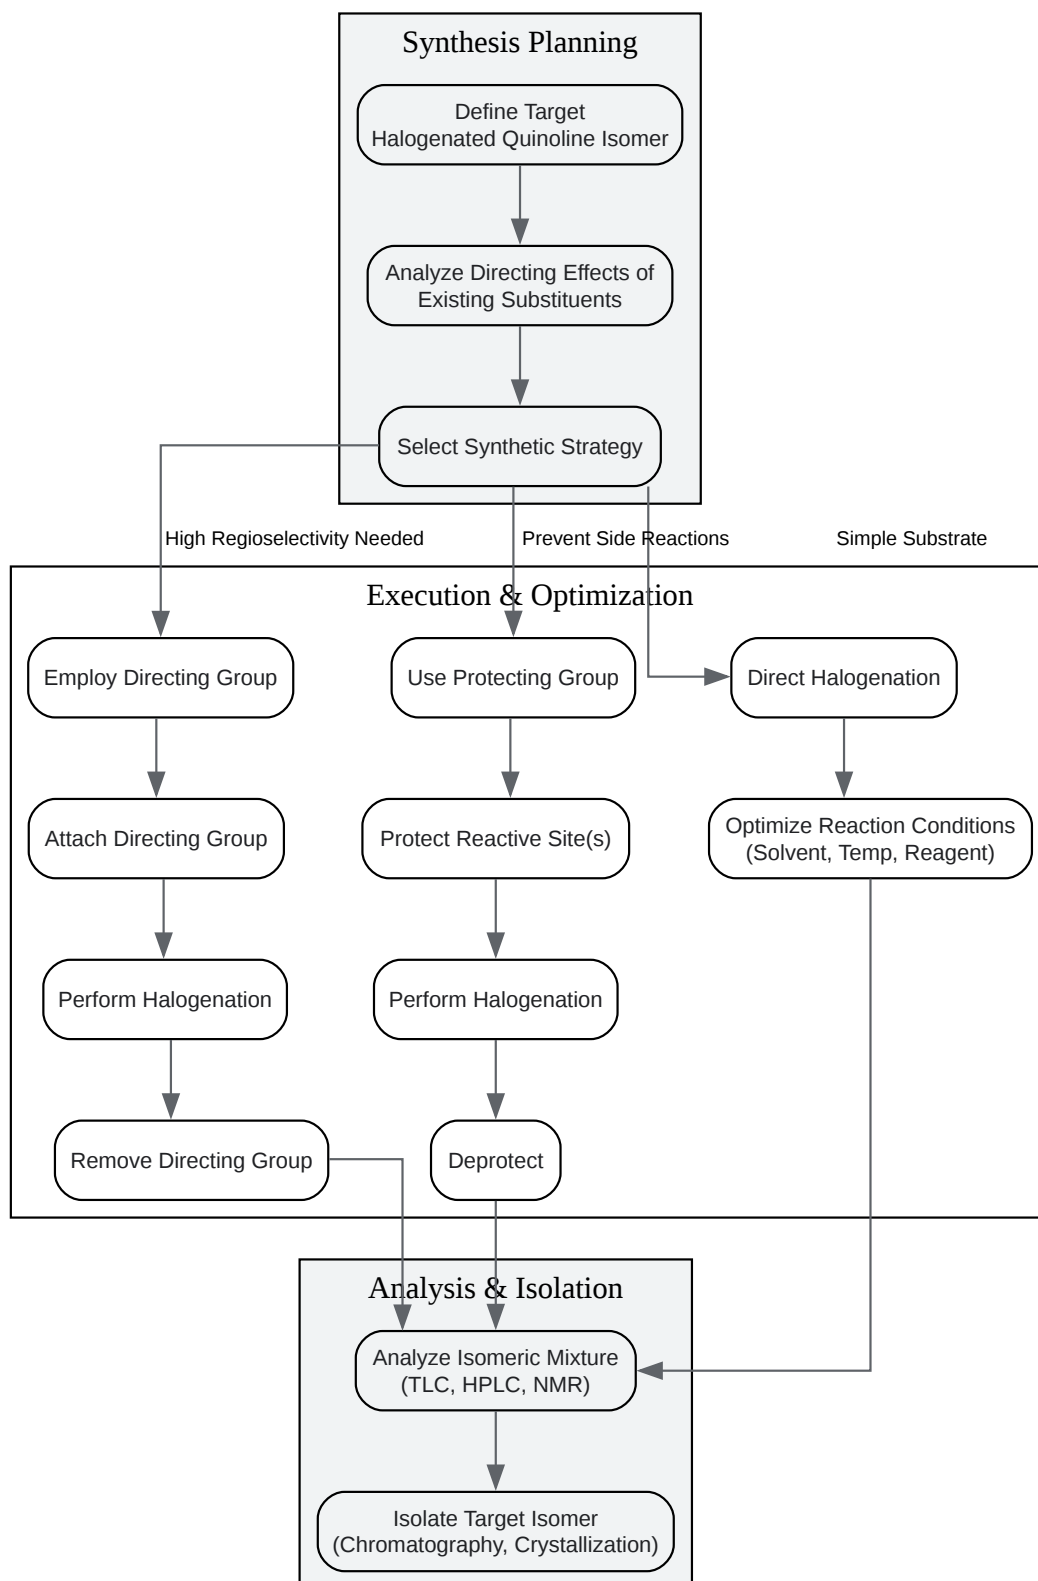 Synthesis Planning
Define Target
Halogenated Quinoline Isomer
Analyze Directing Effects of
Existing Substituents
Select Synthetic Strategy
High Regioselectivity Needed
Prevent Side Reactions
Simple Substrate
Execution & Optimization
Employ Directing Group
Use Protecting Group
Direct Halogenation
Attach Directing Group
Protect Reactive Site(s)
Optimize Reaction Conditions
(Solvent, Temp, Reagent)
Perform Halogenation
Perform Halogenation
Remove Directing Group
Deprotect
Analysis & Isolation
Analyze Isomeric Mixture
(TLC, HPLC, NMR)
Isolate Target Isomer
(Chromatography, Crystallization)